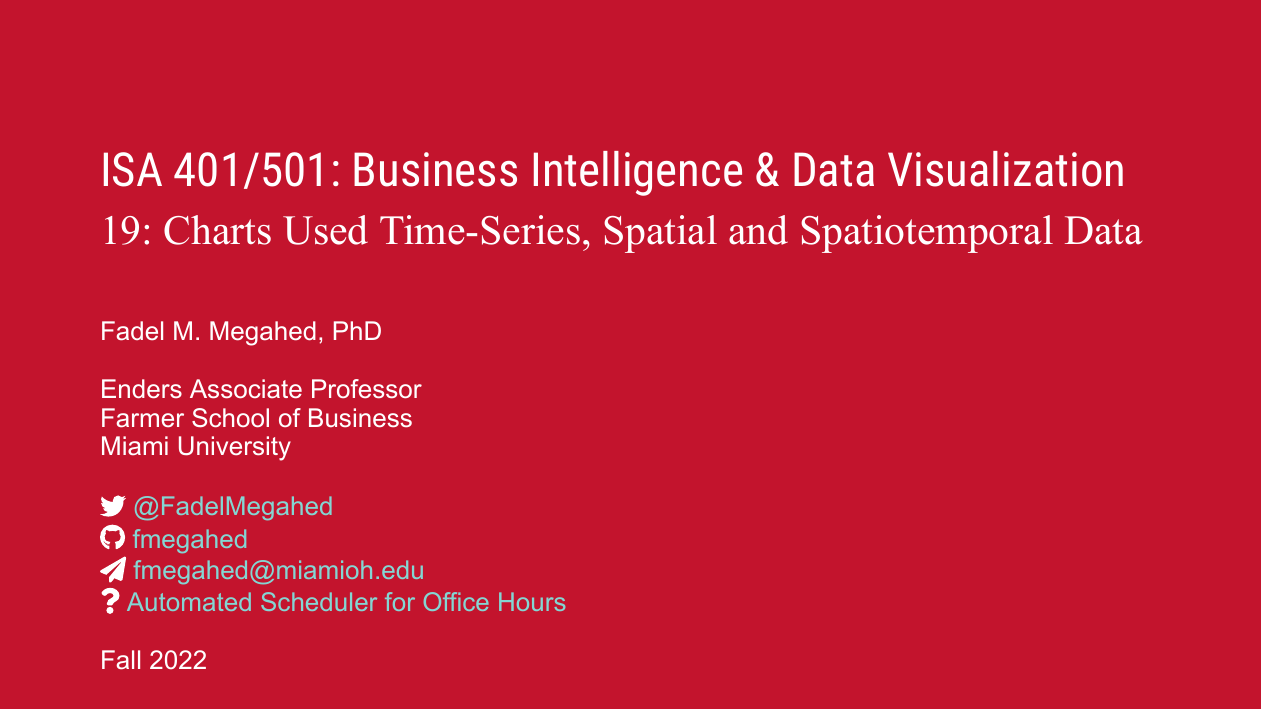 ISA 401/501: Business Intelligence & Data Visualization
19: Charts Used Time-Series, Spatial and Spatiotemporal Data
Fadel M. Megahed, PhD
Enders Associate Professor
Farmer School of Business
Miami University
@FadelMegahed
fmegahed
fmegahed@miamioh.edu
? Automated Scheduler for Office Hours
Fall 2022